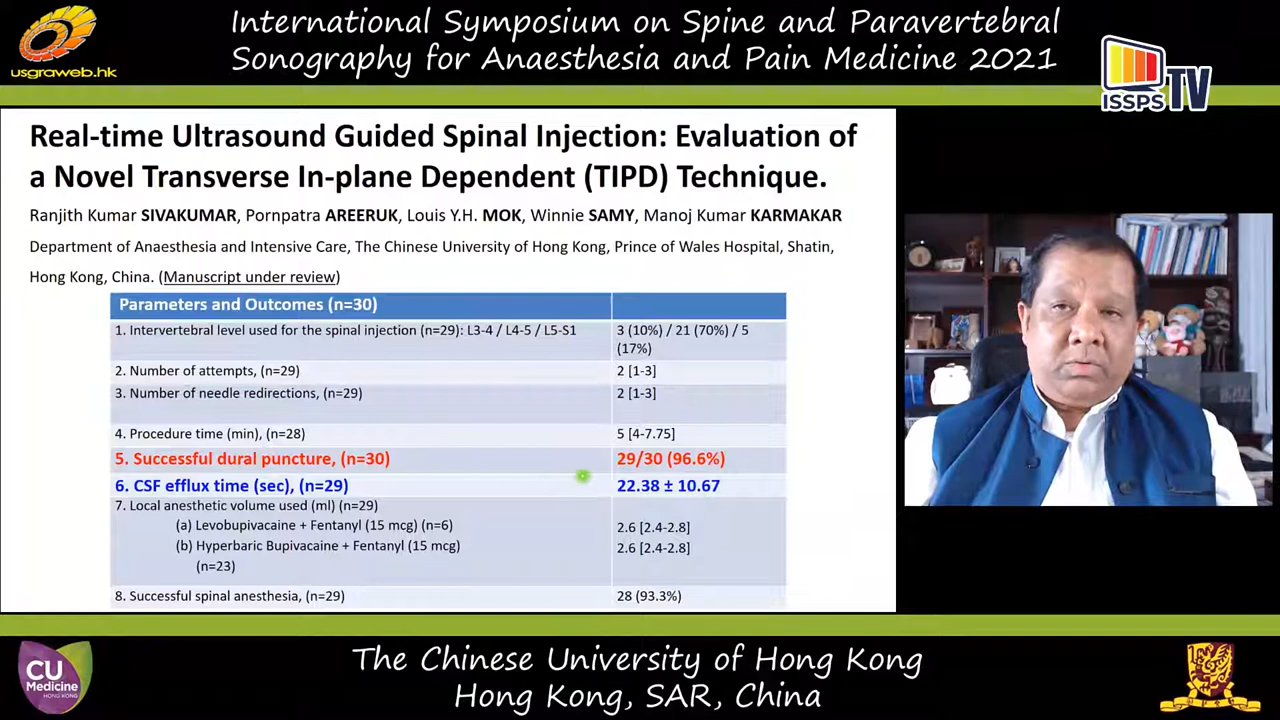 International Symposium on Spine and Paravertebral
Sonography for Anaesthesia and Pain Medicine 2021
usgraweb.hk
ISSPS TV
Real-time Ultrasound Guided Spinal Injection: Evaluation of
a Novel Transverse In-plane Dependent (TIPD) Technique.
Ranjith Kumar SIVAKUMAR, Pornpatra AREERUK, Louis Y.H. MOK, Winnie SAMY, Manoj Kumar KARMAKAR
Department of Anaesthesia and Intensive Care, The Chinese University of Hong Kong, Prince of Wales Hospital, Shatin,
Hong Kong, China. (Manuscript under review)
Parameters and Outcomes (n=30)
1. Intervertebral level used for the spinal injection (n=29): L3-4 / L4-5 / L5-S1 3 (10%) / 21 (70%) / 5
(17%)
2. Number of attempts, (n=29) 2 [1-3]
3. Number of needle redirections, (n=29) 2 [1-3]
4. Procedure time (min), (n=28) 5 [4-7.75]
5. Successful dural puncture, (n=30) 29/30 (96.6%)
6. CSF efflux time (sec), (n=29) 22.38 ± 10.67
7. Local anesthetic volume used (ml) (n=29)
(a) Levobupivacaine + Fentanyl (15 mcg) (n=6) 2.6 [2.4-2.8]
(b) Hyperbaric Bupivacaine + Fentanyl (15 mcg) 2.6 [2.4-2.8]
(n=23)
8. Successful spinal anesthesia, (n=29) 28 (93.3%)
CU
Medicine
HONG KONG
The Chinese University of Hong Kong
Hong Kong, SAR, China